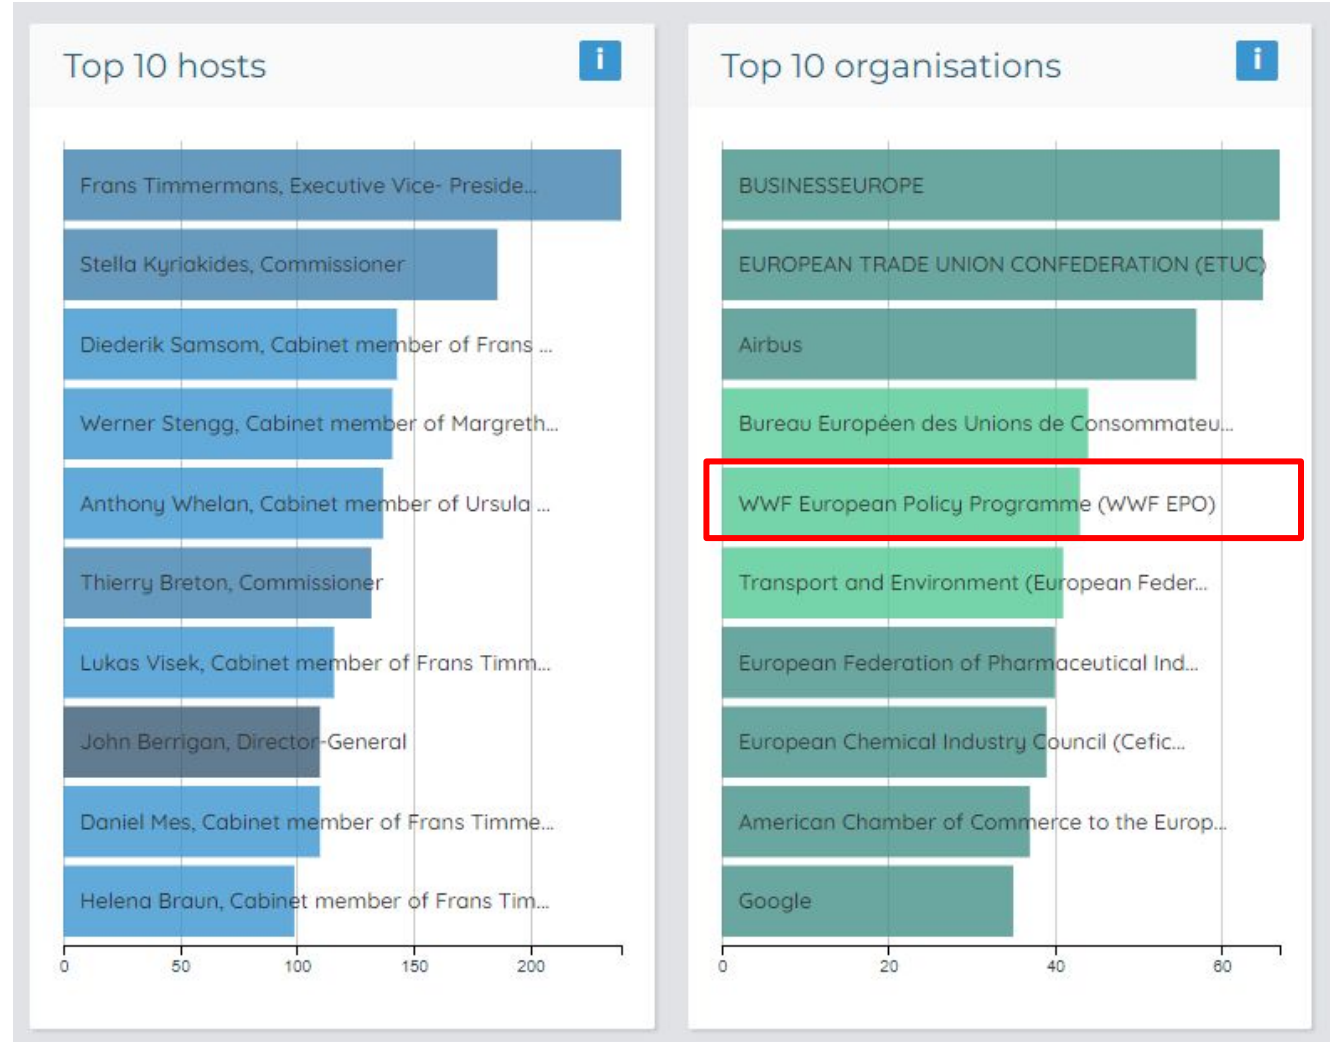 Top 10 hosts
i
Frans Timmermans, Executive Vice- Preside...
Stella Kyriakides, Commissioner
Diederik Samsom, Cabinet member of Frans ...
Werner Stengg, Cabinet member of Margreth...
Anthony Whelan, Cabinet member of Ursula ...
Thierry Breton, Commissioner
Lukas Visek, Cabinet member of Frans Timm...
John Berrigan, Director-General
Daniel Mes, Cabinet member of Frans Timme...
Helena Braun, Cabinet member of Frans Tim...
0 50 100 150 200
Top 10 organisations
i
BUSINESSEUROPE
EUROPEAN TRADE UNION CONFEDERATION (ETUC)
Airbus
Bureau Européen des Unions de Consommateu...
WWF European Policy Programme (WWF EPO)
Transport and Environment (European Feder...
European Federation of Pharmaceutical Ind...
European Chemical Industry Council (Cefic...
American Chamber of Commerce to the Europ...
Google
0 20 40 60